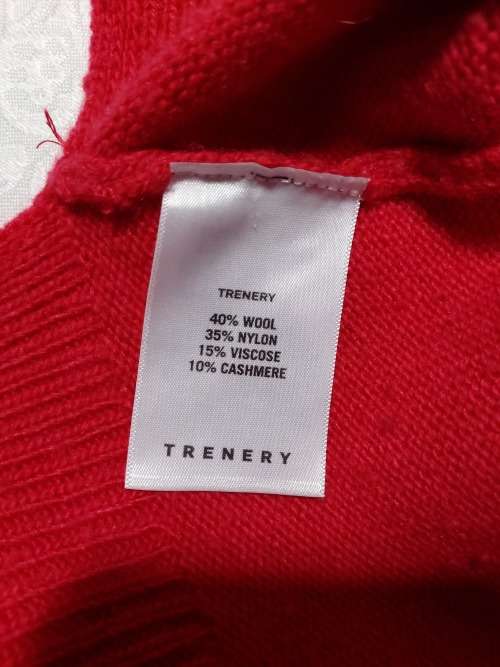 TRENERY
40% WOOL
35% NYLON
15% VISCOSE
10% CASHMERE
TRENERY